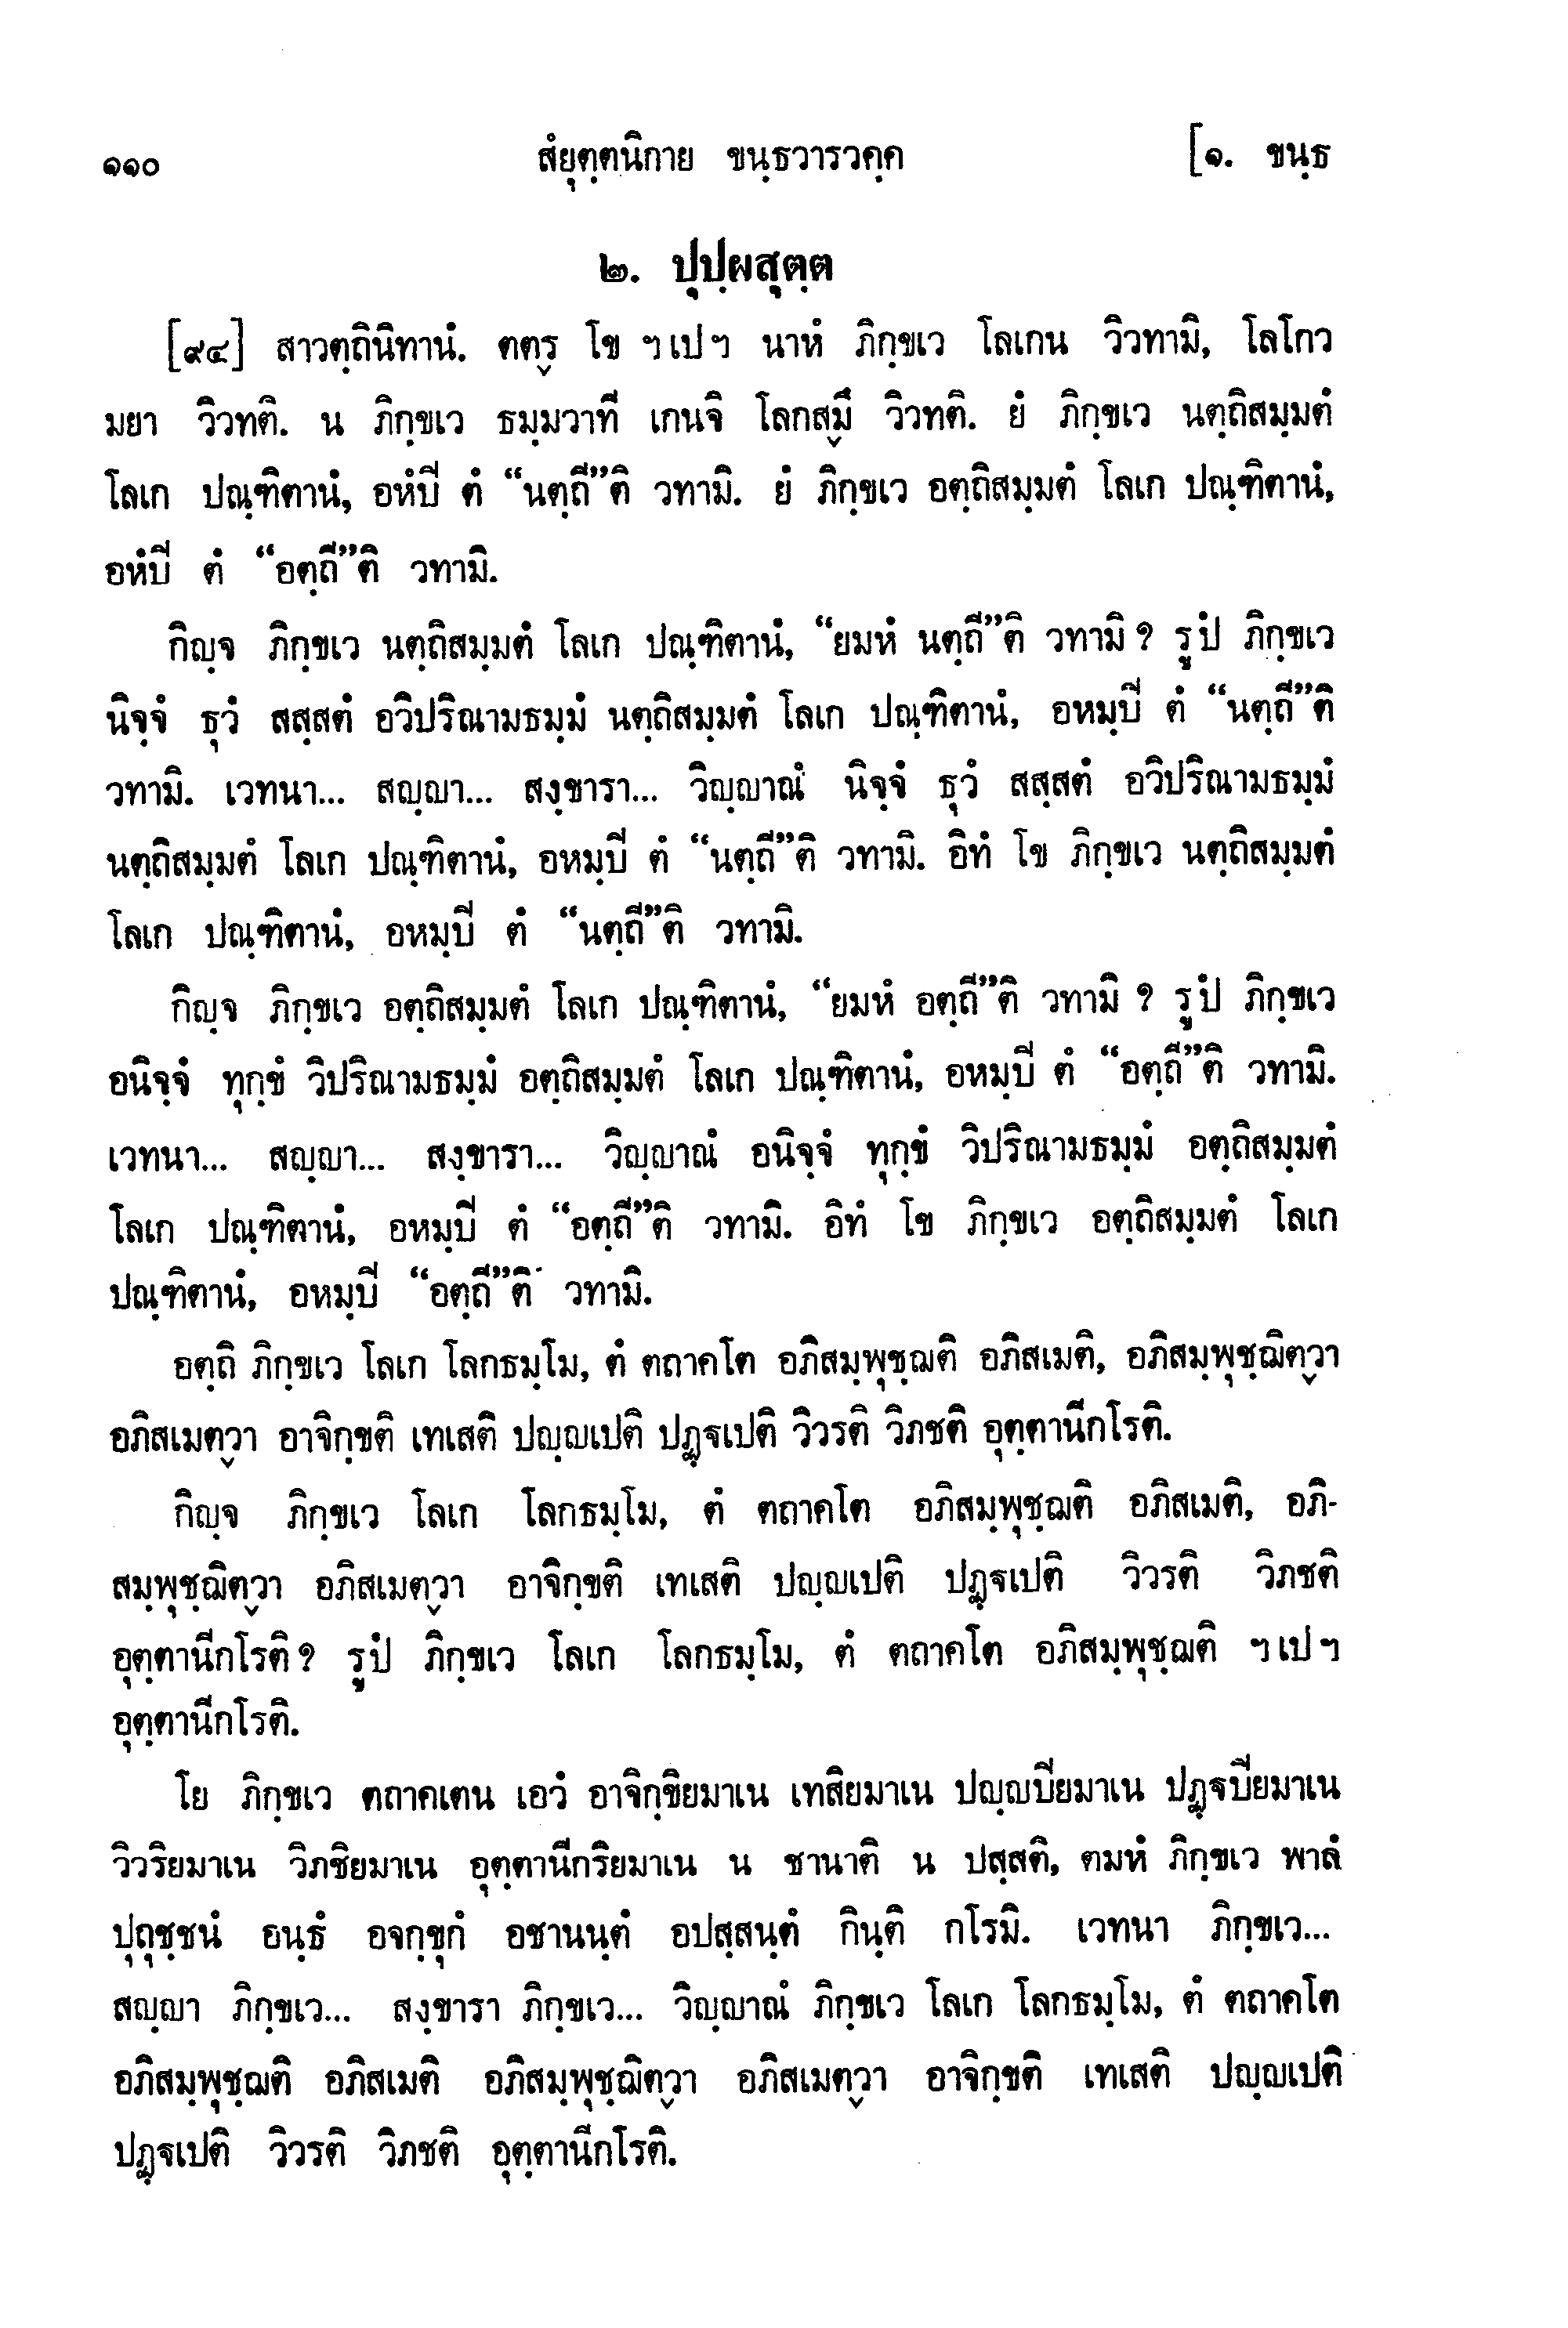 ๑๑๐ สํยุตฺตนิกาย ขนฺธวารวคฺค [๑. ขนฺธ
๒. ปุปฺผสุตฺต
[๙๔] สาวตฺถินิทานํ. ตตฺร โข ฯ เป ฯ นาหํ ภิกฺขเว โลเกน วิวทามิ, โลโกว
มยา วิวทติ. น ภิกฺขเว ธมฺมวาที เกนจิ โลกสฺมึ วิวทติ. ยํ ภิกฺขเว นตฺถิสมฺมตํ
โลเก ปณฺฑิตานํ, อหํปิ ตํ “นตฺถี”ติ วทามิ. ยํ ภิกฺขเว อตฺถิสมฺมตํ โลเก ปณฺฑิตานํ,
อหํปี ตํ “อตฺถี”ติ วทามิ.
กิญฺจ ภิกฺขเว นตฺถิสมฺมตํ โลเก ปณฺฑิตานํ, “ยมหํ นตฺถี”ติ วทามิ ? รูปํ ภิกฺขเว
นิจฺจํ ธุวํ สสฺสตํ อวิปริณามธมฺมํ นตฺถิสมฺมตํ โลเก ปณฺฑิตานํ, อหมฺปี ตํ “นตฺถี”ติ
วทามิ. เวทนา... สญฺญา... สงฺขารา... วิญฺญาณํ นิจฺจํ ธุวํ สสฺสตํ อวิปริณามธมฺมํ
นตฺถิสมฺมตํ โลเก ปณฺฑิตานํ, อหมฺปี ตํ “นตฺถี”ติ วทามิ. อิทํ โข ภิกฺขเว นตฺถิสมฺมตํ
โลเก ปณฺฑิตานํ, อหมฺปี ตํ “นตฺถี”ติ วทามิ.
กิญฺจ ภิกฺขเว อตฺถิสมฺมตํ โลเก ปณฺฑิตานํ, “ยมหํ อตฺถี”ติ วทามิ ? รูปํ ภิกฺขเว
อนิจฺจํ ทุกฺขํ วิปริณามธมฺมํ อตฺถิสมฺมตํ โลเก ปณฺฑิตานํ, อหมฺปี ตํ “อตฺถี”ติ วทามิ.
เวทนา... สญฺญา... สงฺขารา... วิญฺญาณํ อนิจฺจํ ทุกฺขํ วิปริณามธมฺมํ อตฺถิสมฺมตํ
โลเก ปณฺฑิตานํ, อหมฺปี ตํ “อตฺถี”ติ วทามิ. อิทํ โข ภิกฺขเว อตฺถิสมฺมตํ โลเก
ปณฺฑิตานํ, อหมฺปี “อตฺถี”ติ วทามิ.
อตฺถิ ภิกฺขเว โลเก โลกธมฺโม, ตํ ตถาคโต อภิสมฺพุชฺฌติ อภิสเมติ, อภิสมฺพุชฺฌิตฺวา
อภิสเมตฺวา อาจิกฺขติ เทเสติ ปญฺญเปติ ปฏฺฐเปติ วิวรติ วิภชติ อุตฺตานีกโรติ.
กิญฺจ ภิกฺขเว โลเก โลกธมฺโม, ตํ ตถาคโต อภิสมฺพุชฺฌติ อภิสเมติ, อภิ-
สมฺพุชฺฌิตฺวา อภิสเมตฺวา อาจิกฺขติ เทเสติ ปญฺญเปติ ปฏฺฐเปติ วิวรติ วิภชติ
อุตฺตานีกโรติ ? รูปํ ภิกฺขเว โลเก โลกธมฺโม, ตํ ตถาคโต อภิสมฺพุชฺฌติ ฯ เป ฯ
อุตฺตานีกโรติ.
โย ภิกฺขเว ตถาคเตน เอวํ อาจิกฺขิยมาเน เทสิยมาเน ปญฺญปียมาเน ปฏฺฐปียมาเน
วิวริยมาเน วิภชิยมาเน อุตฺตานีกริยมาเน น ชานาติ น ปสฺสติ, ตมหํ ภิกฺขเว พาลํ
ปุถุชฺชนํ อนฺธํ อจกฺขุกํ อชานนฺตํ อปสฺสนฺตํ กินฺติ กโรมิ. เวทนา ภิกฺขเว...
สญฺญา ภิกฺขเว... สงฺขารา ภิกฺขเว... วิญฺญาณํ ภิกฺขเว โลเก โลกธมฺโม, ตํ ตถาคโต
อภิสมฺพุชฺฌติ อภิสเมติ อภิสมฺพุชฺฌิตฺวา อภิสเมตฺวา อาจิกฺขติ เทเสติ ปญฺญเปติ
ปฏฺฐเปติ วิวรติ วิภชติ อุตฺตานีกโรติ.